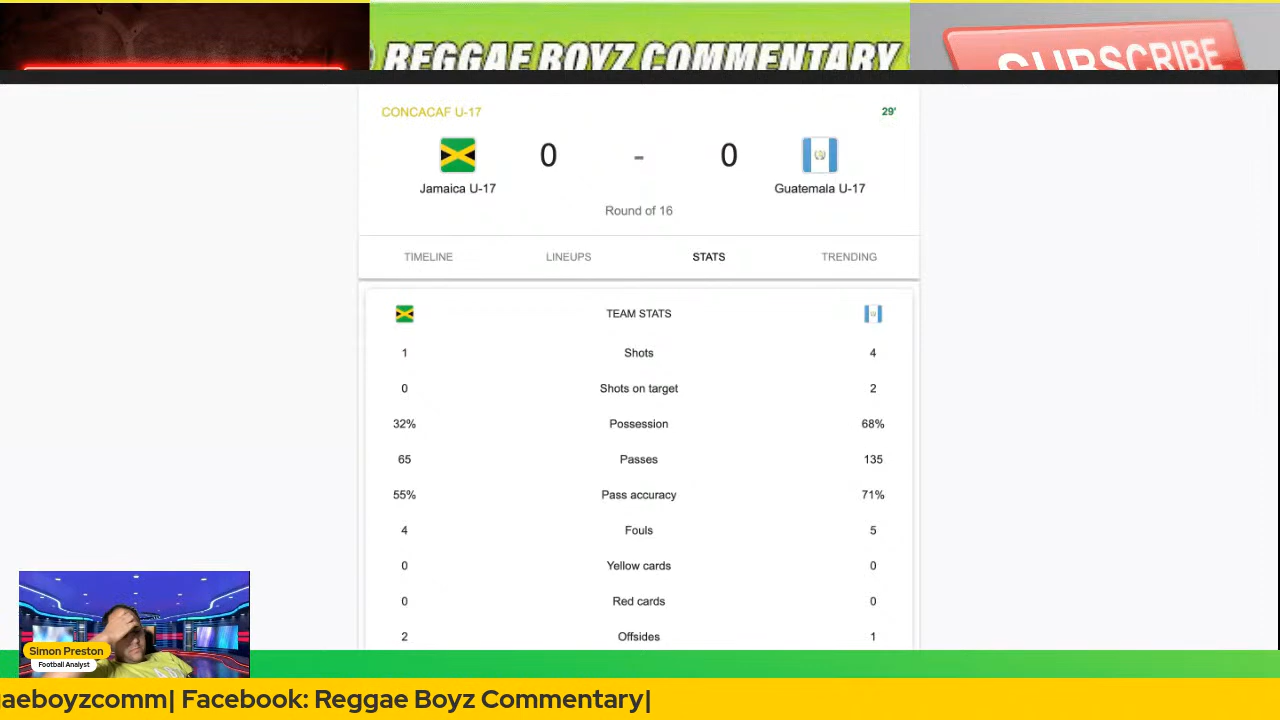 REGGAE BOYZ COMMENTARY
SUBSCRIBE
CONCACAF U-17
29'
0 - 0
Jamaica U-17
Guatemala U-17
Round of 16
TIMELINE LINEUPS STATS TRENDING
TEAM STATS
1 Shots 4
0 Shots on target 2
32% Possession 68%
65 Passes 135
55% Pass accuracy 71%
4 Fouls 5
0 Yellow cards 0
0 Red cards 0
2 Offsides 1
Simon Preston
Football Analyst
gaeboyzcomm| Facebook: Reggae Boyz Commentary|